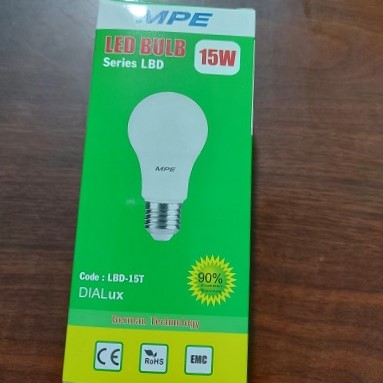 MPE
LED BULB
Series LBD
15W
MPE
Code : LBD-15T
DIALux
90%
German Technology
CE
RoHS
EMC